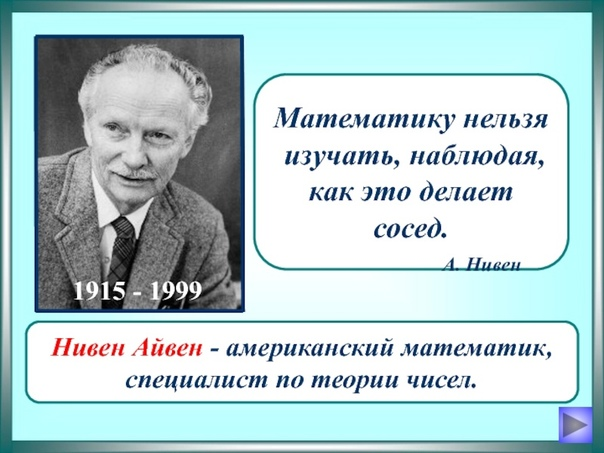 Математику нельзя
изучать, наблюдая,
как это делает
сосед.
А. Нивен
1915 - 1999
Нивен Айвен - американский математик,
специалист по теории чисел.